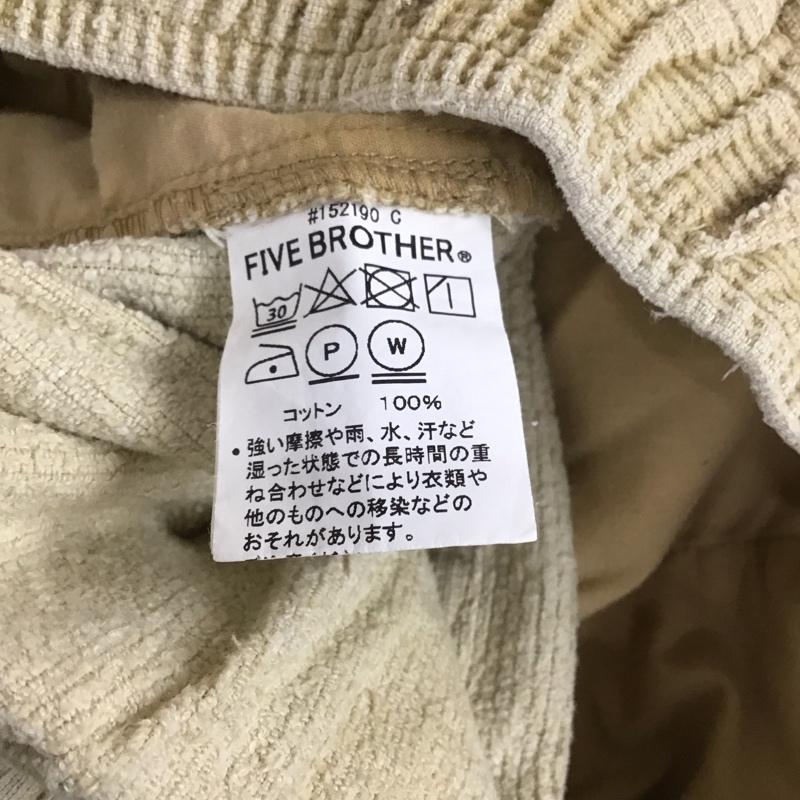 #152190 C
FIVE BROTHER®
30
P W
コットン 100%
• 強い摩擦や雨、水、汗など
湿った状態での長時間の重
ね合わせなどにより衣類や
他のものへの移染などの
おそれがあります。